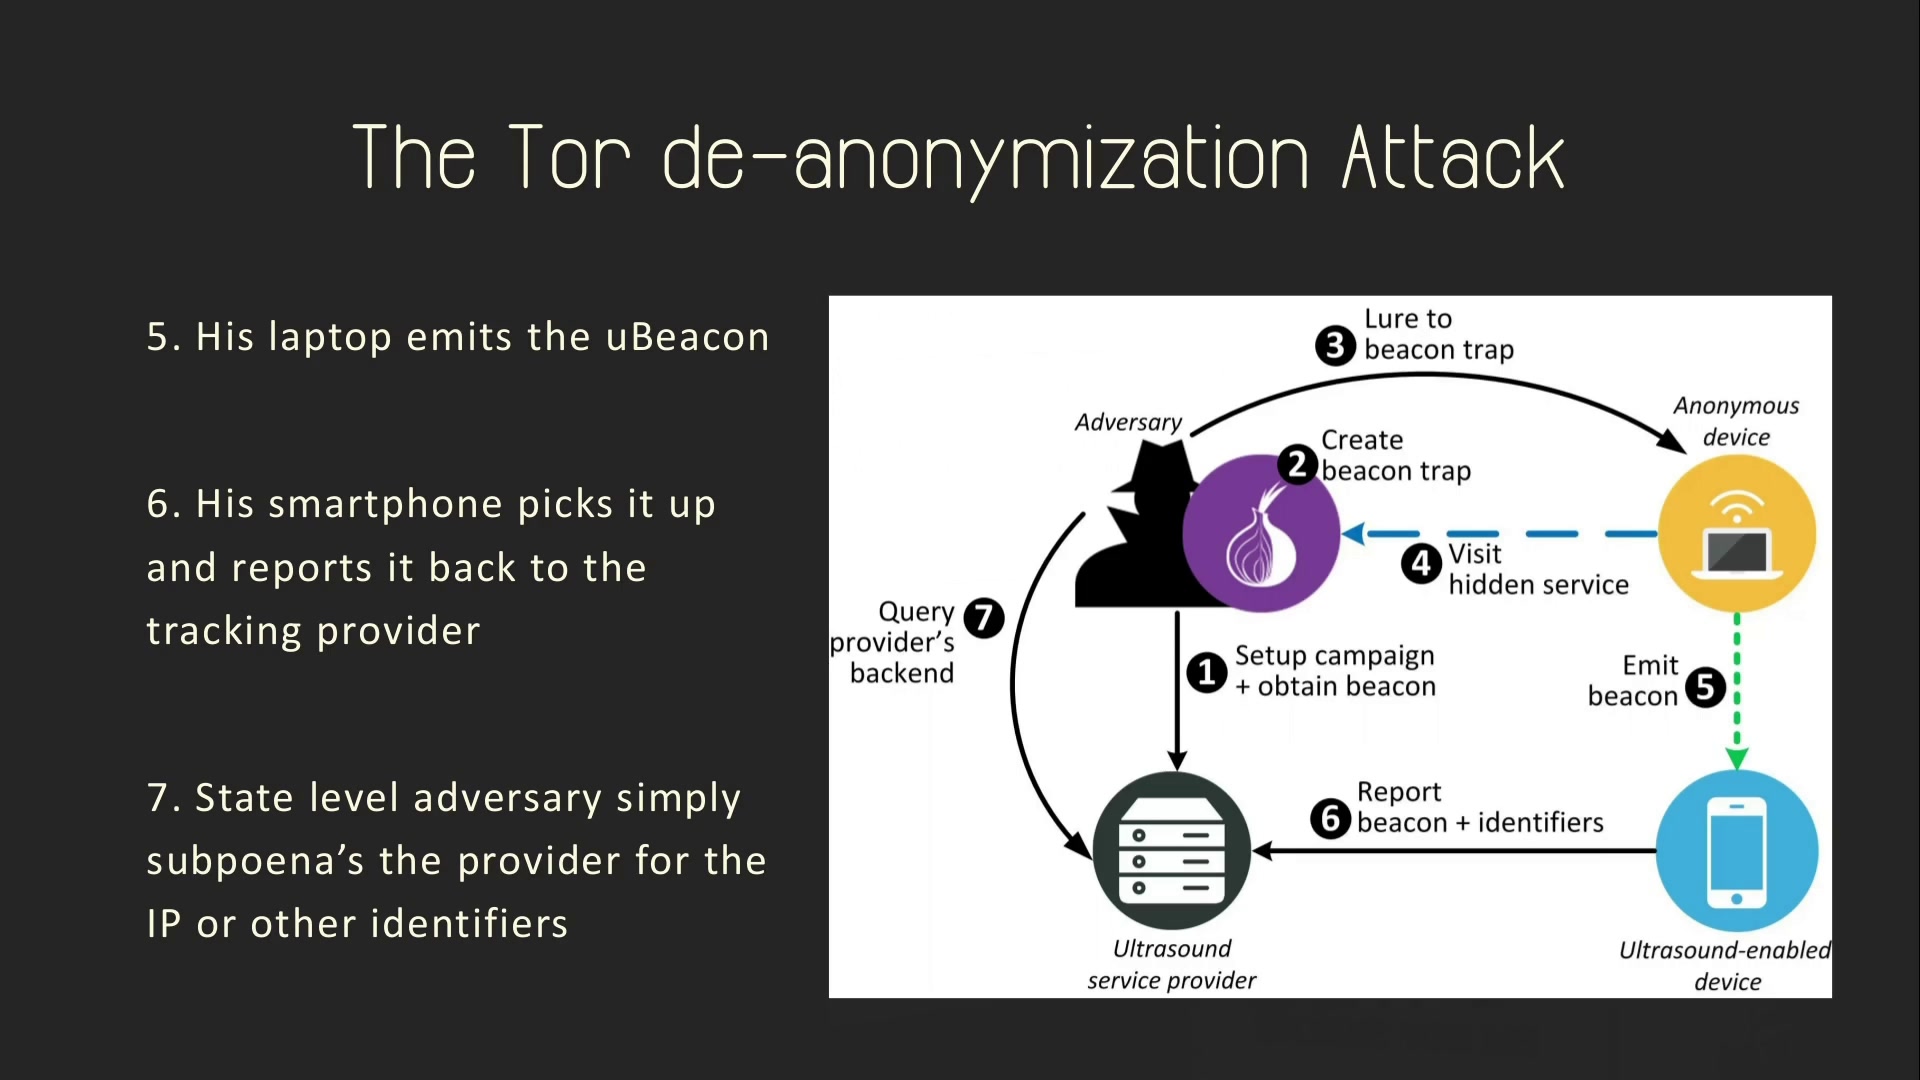 The Tor de-anonymization Attack
5. His laptop emits the uBeacon
6. His smartphone picks it up
and reports it back to the
tracking provider
7. State level adversary simply
subpoena’s the provider for the
IP or other identifiers
3 Lure to
beacon trap
Adversary
Anonymous
device
2 Create
beacon trap
4 Visit
hidden service
Query 7
provider’s
backend
1 Setup campaign
+ obtain beacon
Emit
beacon 5
6 Report
beacon + identifiers
Ultrasound
service provider
Ultrasound-enabled
device